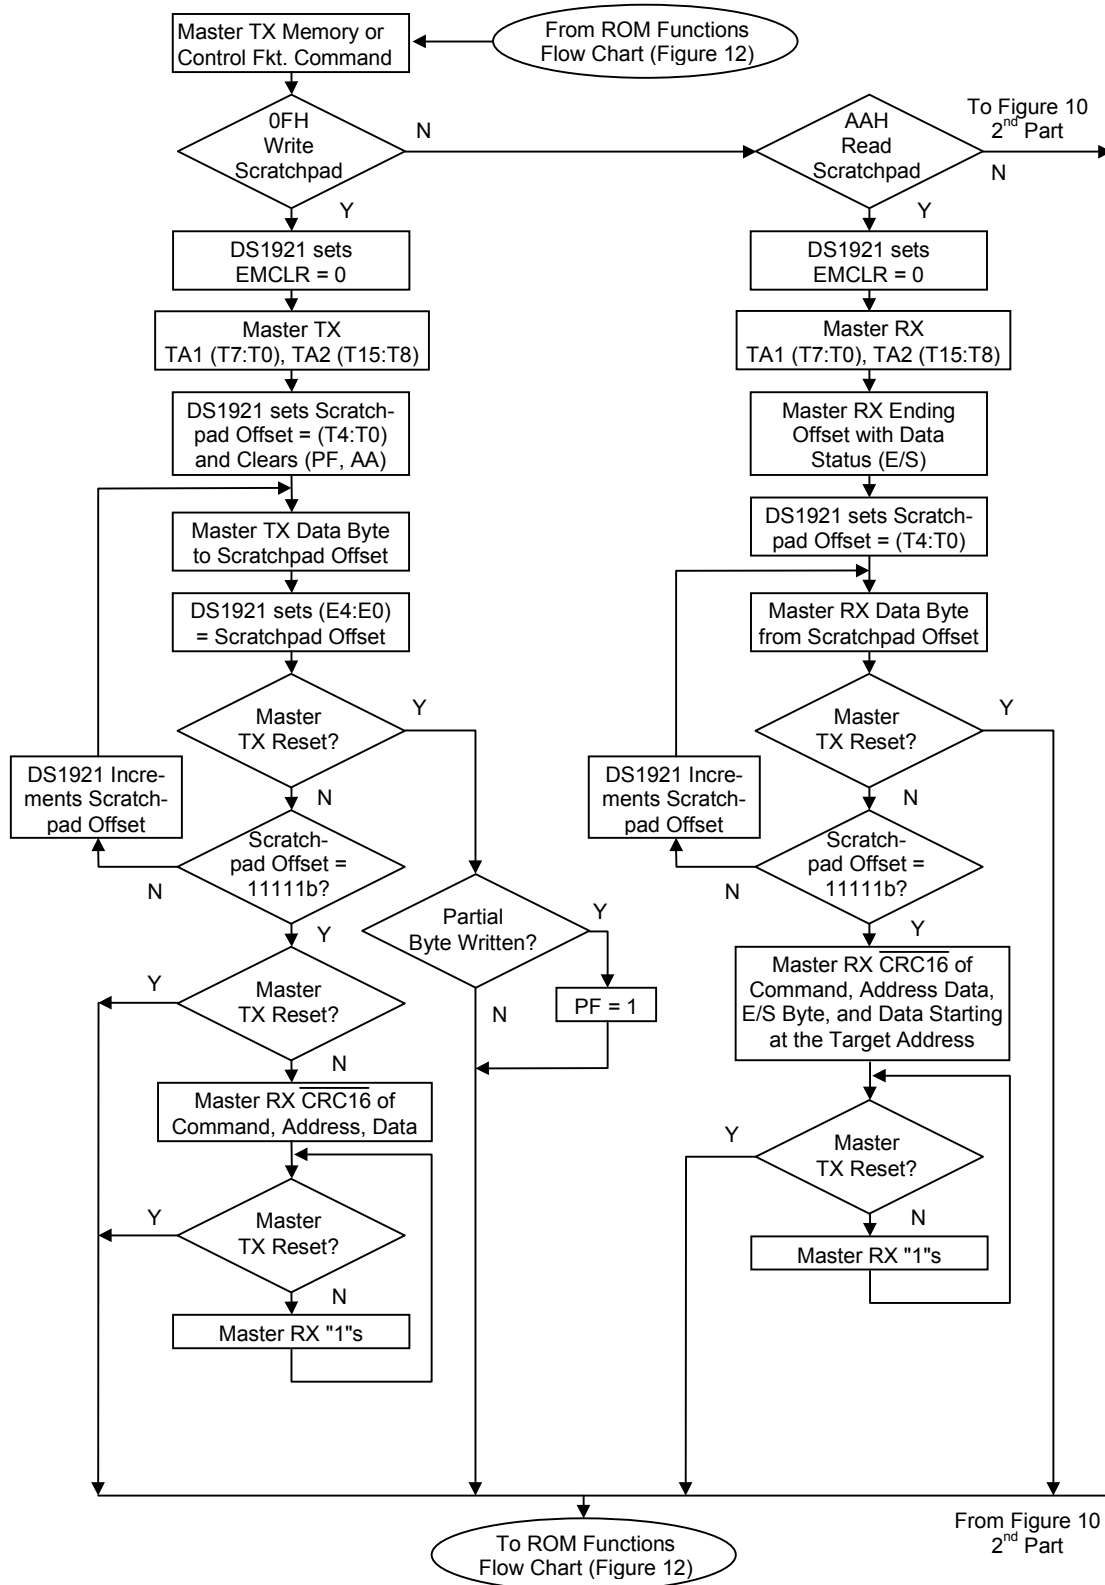 Master TX Memory or
Control Fkt. Command
From ROM Functions
Flow Chart (Figure 12)
0FH
Write
Scratchpad
N
Y
AAH
Read
Scratchpad
N
Y
To Figure 10
2nd Part
DS1921 sets
EMCLR = 0
Master TX
TA1 (T7:T0), TA2 (T15:T8)
DS1921 sets Scratch-
pad Offset = (T4:T0)
and Clears (PF, AA)
Master TX Data Byte
to Scratchpad Offset
DS1921 sets (E4:E0)
= Scratchpad Offset
Master
TX Reset?
Y
N
DS1921 Incre-
ments Scratch-
pad Offset
Scratch-
pad Offset =
11111b?
N
Y
Partial
Byte Written?
Y
N
PF = 1
Master
TX Reset?
Y
N
Master RX CRC16 of
Command, Address, Data
Master
TX Reset?
Y
N
Master RX "1"s
DS1921 sets
EMCLR = 0
Master RX
TA1 (T7:T0), TA2 (T15:T8)
Master RX Ending
Offset with Data
Status (E/S)
DS1921 sets Scratch-
pad Offset = (T4:T0)
Master RX Data Byte
from Scratchpad Offset
Master
TX Reset?
Y
N
DS1921 Incre-
ments Scratch-
pad Offset
Scratch-
pad Offset =
11111b?
N
Y
Master RX CRC16 of
Command, Address Data,
E/S Byte, and Data Starting
at the Target Address
Master
TX Reset?
Y
N
Master RX "1"s
From Figure 10
2nd Part
To ROM Functions
Flow Chart (Figure 12)